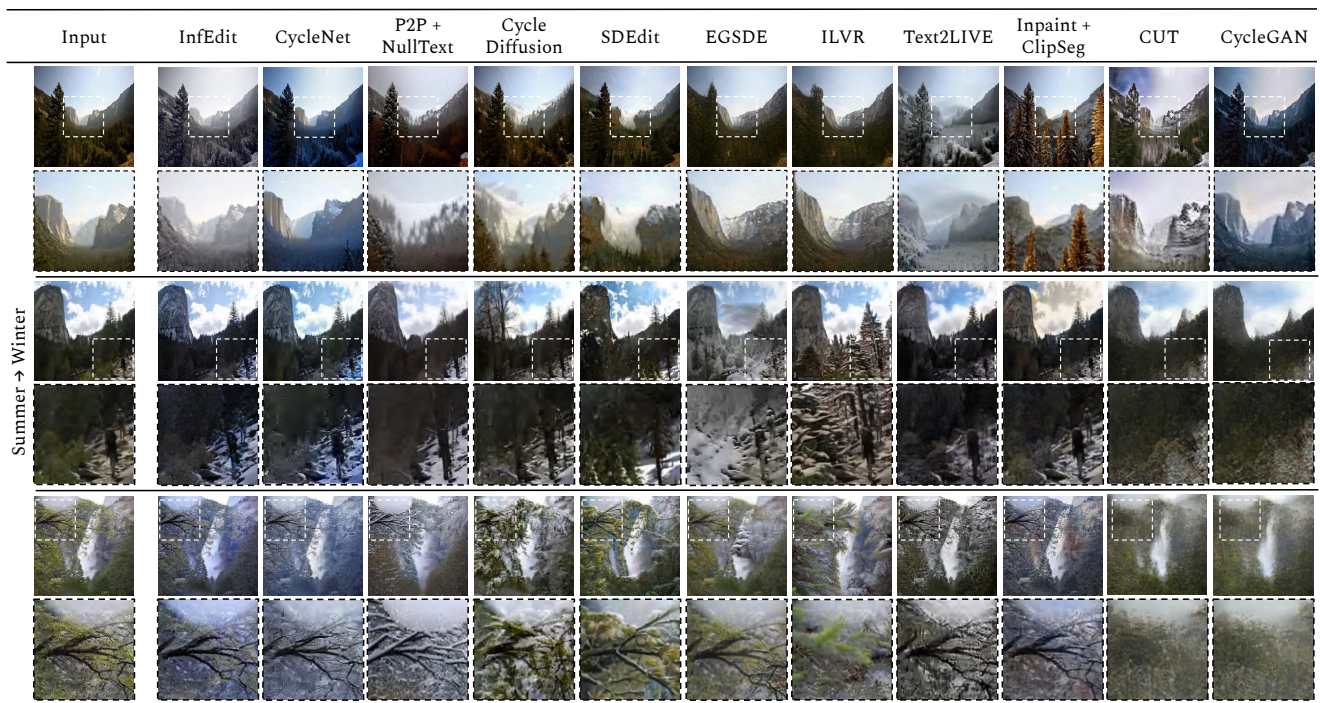 Input
InfEdit
CycleNet
P2P +
NullText
Cycle
Diffusion
SDEdit
EGSDE
ILVR
Text2LIVE
Inpaint +
ClipSeg
CUT
CycleGAN
Summer → Winter